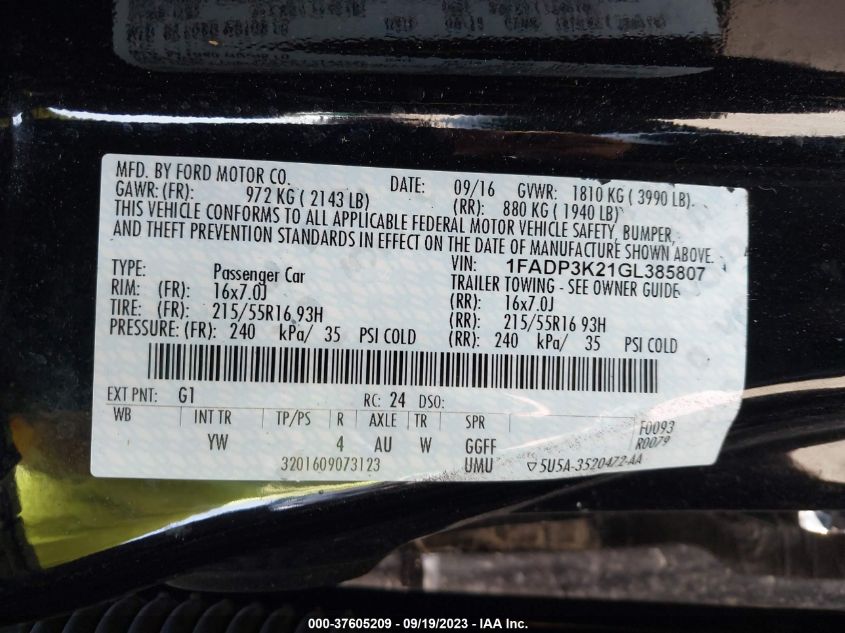 MFD. BY FORD MOTOR CO. DATE: 09/16 GVWR: 1810 KG ( 3990 LB)
GAWR: (FR): 972 KG ( 2143 LB) (RR): 880 KG ( 1940 LB)
THIS VEHICLE CONFORMS TO ALL APPLICABLE FEDERAL MOTOR VEHICLE SAFETY, BUMPER,
AND THEFT PREVENTION STANDARDS IN EFFECT ON THE DATE OF MANUFACTURE SHOWN ABOVE.
VIN: 1FADP3K21GL385807
TYPE: Passenger Car TRAILER TOWING - SEE OWNER GUIDE
RIM: (FR): 16x7.0J (RR): 16x7.0J
TIRE: (FR): 215/55R16 93H (RR): 215/55R16 93H
PRESSURE: (FR): 240 kPa/ 35 PSI COLD (RR): 240 kPa/ 35 PSI COLD
EXT PNT: G1 RC: 24 DSO:
WB INT TR TP/PS R AXLE TR SPR F0093
YW 4 AU W GGFF R0079
3201609073123 UMU ▽5U5A-3520472-AA
000-37605209 - 09/19/2023 - IAA Inc.